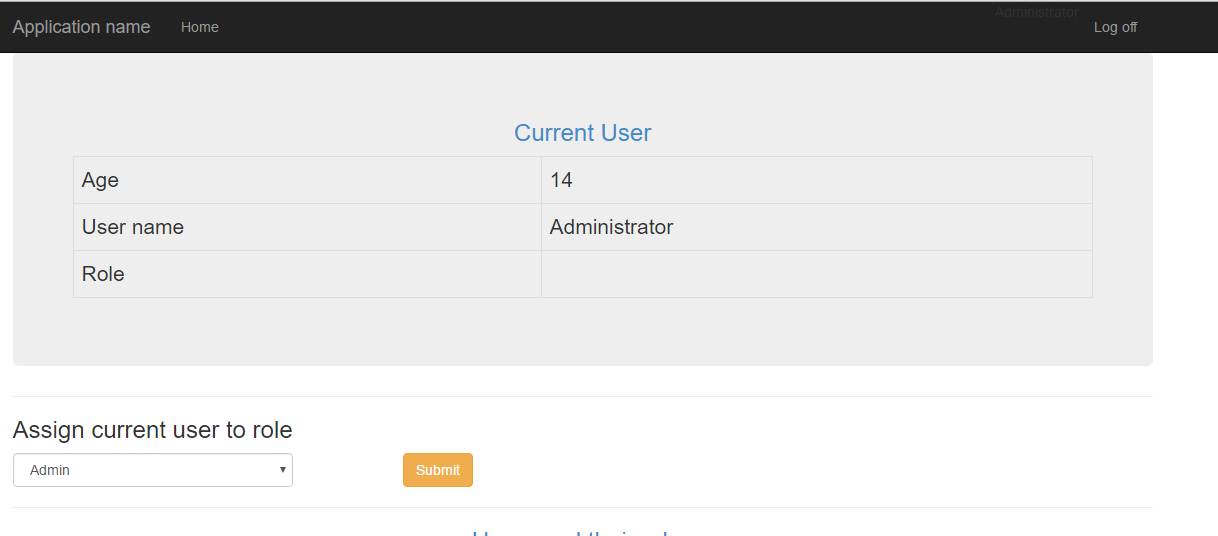 Administrator
Application name Home Log off
Current User
Age 14
User name Administrator
Role
Assign current user to role
Admin Submit